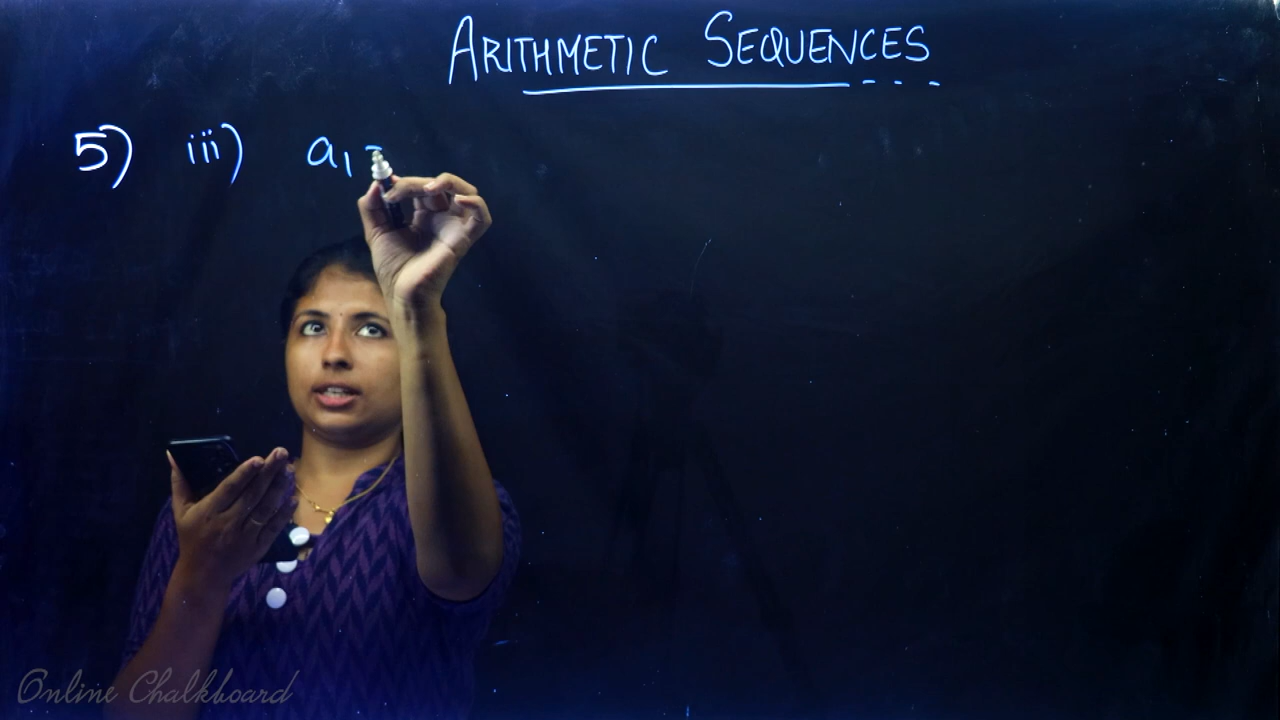 ARITHMETIC SEQUENCES
5) iii) a₁ =
Online Chalkboard